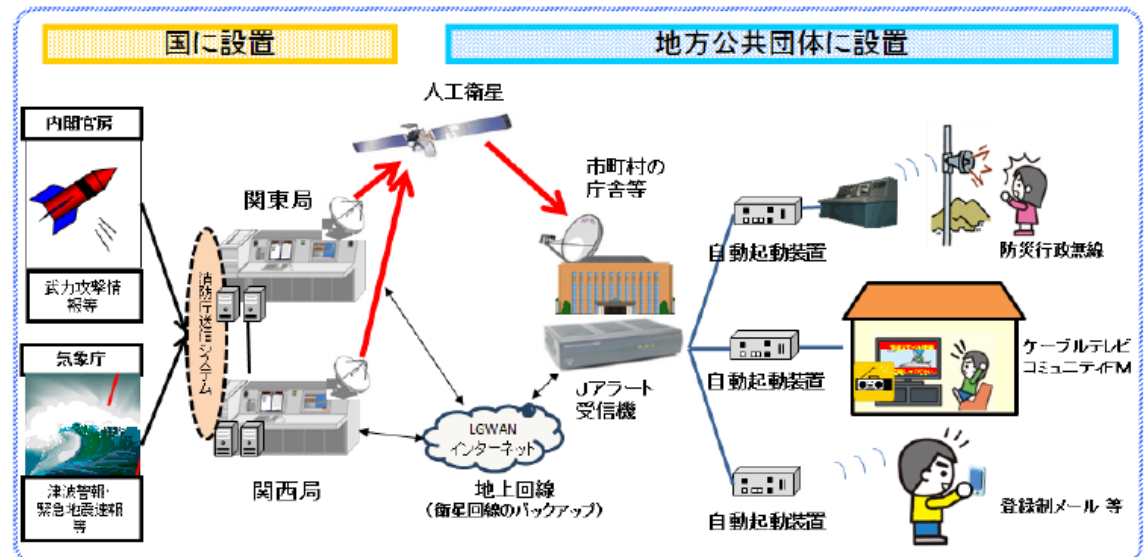 国に設置
地方公共団体に設置
人工衛星
内閣官房
市町村の
庁舎等
関東局
自動起動装置
防災行政無線
武力攻撃情
報等
消防庁送信システム
気象庁
ケーブルテレビ
コミュニティFM
自動起動装置
Jアラート
受信機
LGWAN
インターネット
津波警報・
緊急地震速報
等
関西局
地上回線
(衛星回線のバックアップ)
自動起動装置
登録制メール 等